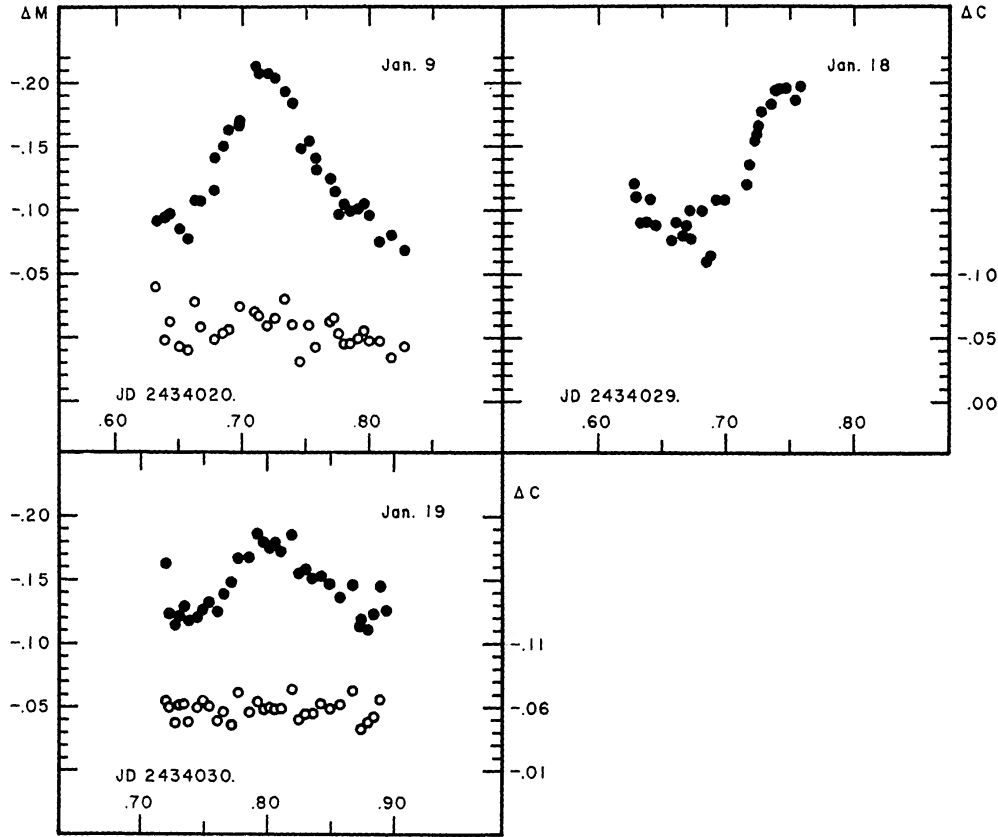 ΔM
ΔC
Jan. 9
Jan. 18
-.20
-.15
-.10
-.05
-.10
-.05
.00
JD 2434020.
JD 2434029.
.60 .70 .80
.60 .70 .80
ΔC
Jan. 19
-.20
-.15
-.10
-.05
-.11
-.06
-.01
JD 2434030.
.70 .80 .90